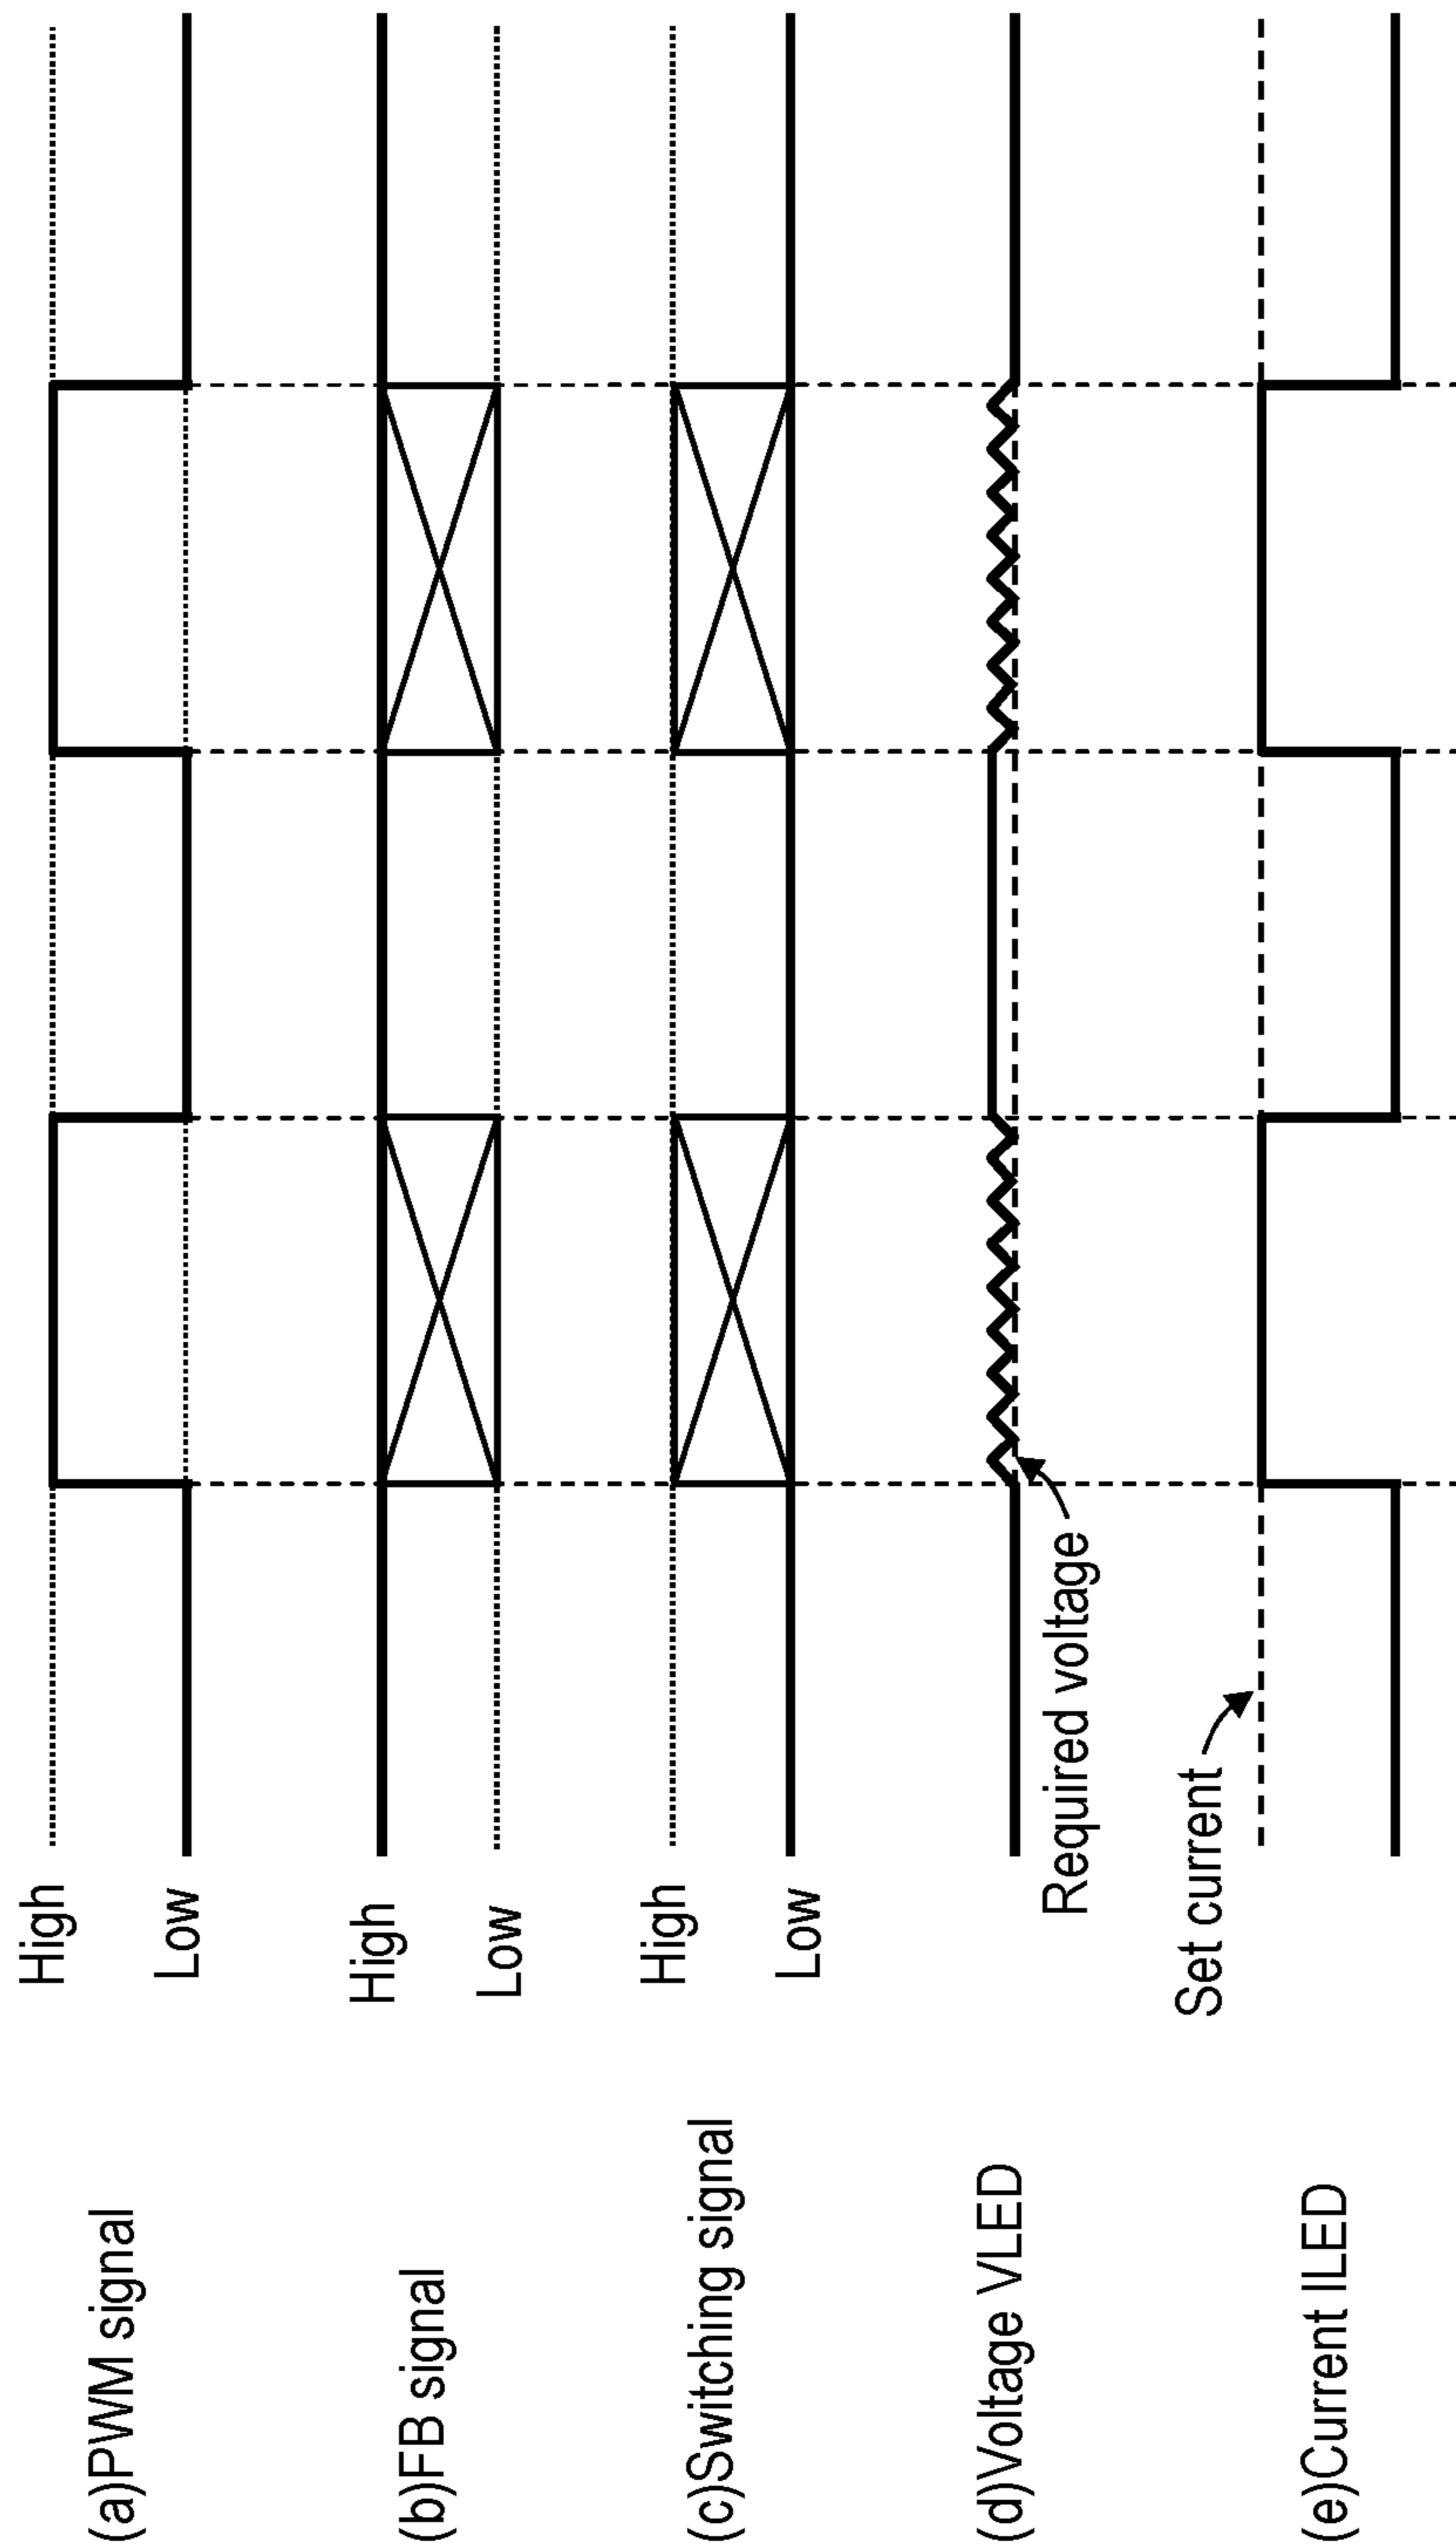 (a)PWM signal
High
Low
(b)FB signal
High
Low
(c)Switching signal
High
Low
(d)Voltage VLED
Required voltage
(e)Current ILED
Set current